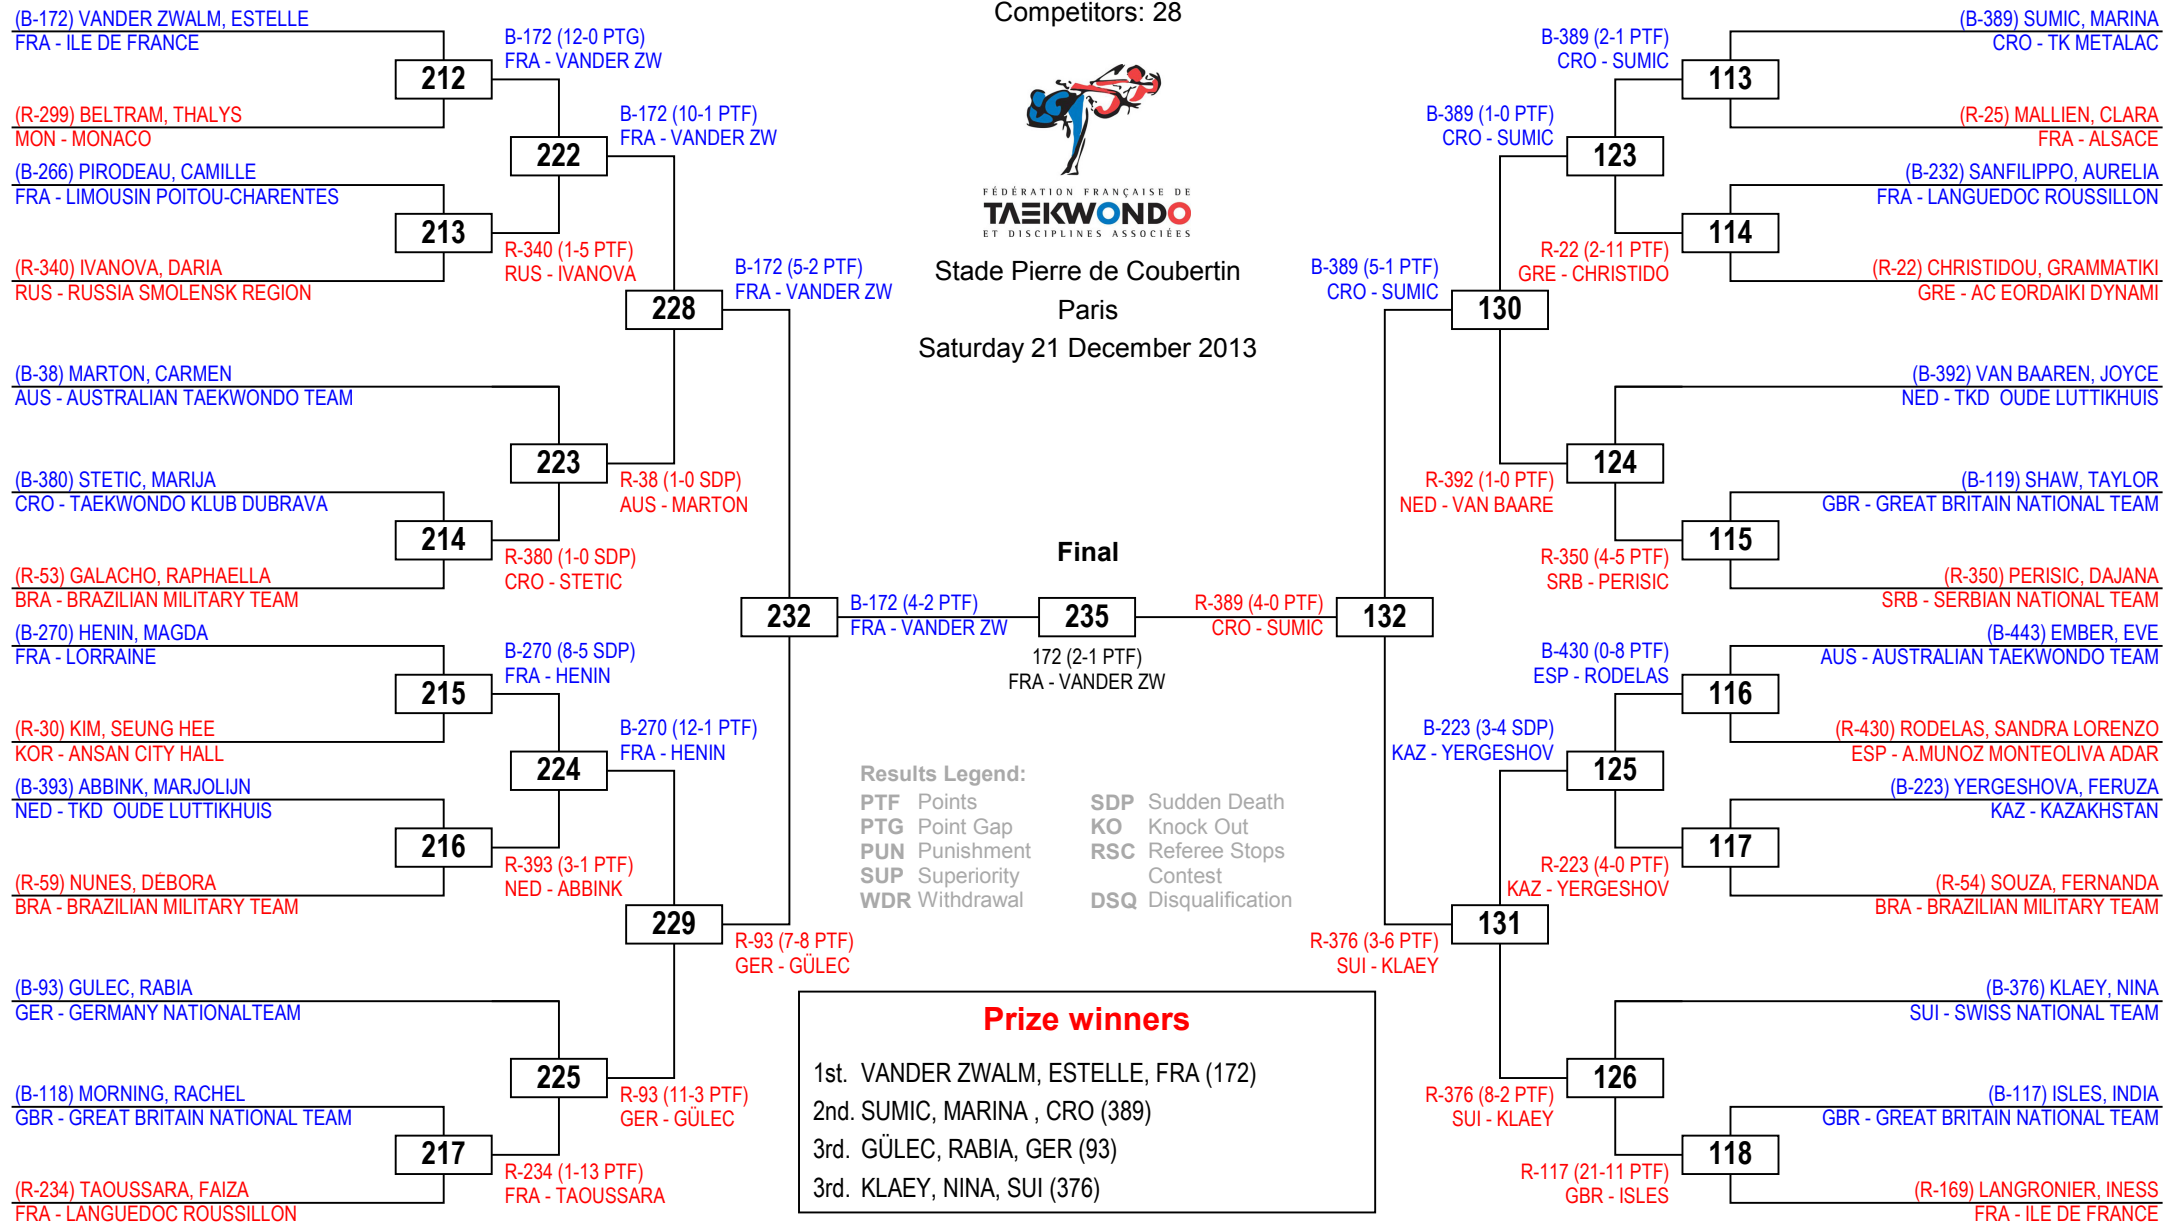 Competitors: 28
FÉDÉRATION FRANÇAISE DE
TAEKWONDO
ET DISCIPLINES ASSOCIÉES
Stade Pierre de Coubertin
Paris
Saturday 21 December 2013
(B-172) VANDER ZWALM, ESTELLE
FRA - ILE DE FRANCE
212
(R-299) BELTRAM, THALYS
MON - MONACO
(B-266) PIRODEAU, CAMILLE
FRA - LIMOUSIN POITOU-CHARENTES
213
(R-340) IVANOVA, DARIA
RUS - RUSSIA SMOLENSK REGION
(B-38) MARTON, CARMEN
AUS - AUSTRALIAN TAEKWONDO TEAM
(B-380) STETIC, MARIJA
CRO - TAEKWONDO KLUB DUBRAVA
214
(R-53) GALACHO, RAPHAELLA
BRA - BRAZILIAN MILITARY TEAM
(B-270) HENIN, MAGDA
FRA - LORRAINE
215
(R-30) KIM, SEUNG HEE
KOR - ANSAN CITY HALL
(B-393) ABBINK, MARJOLIJN
NED - TKD  OUDE LUTTIKHUIS
216
(R-59) NUNES, DÉBORA
BRA - BRAZILIAN MILITARY TEAM
(B-93) GULEC, RABIA
GER - GERMANY NATIONALTEAM
(B-118) MORNING, RACHEL
GBR - GREAT BRITAIN NATIONAL TEAM
217
(R-234) TAOUSSARA, FAIZA
FRA - LANGUEDOC ROUSSILLON
B-172 (12-0 PTG)
FRA - VANDER ZW
222
R-340 (1-5 PTF)
RUS - IVANOVA
223
R-380 (1-0 SDP)
CRO - STETIC
B-270 (8-5 SDP)
FRA - HENIN
224
R-393 (3-1 PTF)
NED - ABBINK
225
R-234 (1-13 PTF)
FRA - TAOUSSARA
B-172 (10-1 PTF)
FRA - VANDER ZW
228
R-38 (1-0 SDP)
AUS - MARTON
B-270 (12-1 PTF)
FRA - HENIN
229
R-93 (11-3 PTF)
GER - GÜLEC
B-172 (5-2 PTF)
FRA - VANDER ZW
232
R-93 (7-8 PTF)
GER - GÜLEC
Final
B-172 (4-2 PTF)
FRA - VANDER ZW
235
R-389 (4-0 PTF)
CRO - SUMIC
172 (2-1 PTF)
FRA - VANDER ZW
132
B-389 (5-1 PTF)
CRO - SUMIC
R-376 (3-6 PTF)
SUI - KLAEY
B-389 (1-0 PTF)
CRO - SUMIC
130
R-392 (1-0 PTF)
NED - VAN BAARE
B-223 (3-4 SDP)
KAZ - YERGESHOV
131
R-376 (8-2 PTF)
SUI - KLAEY
B-389 (2-1 PTF)
CRO - SUMIC
123
R-22 (2-11 PTF)
GRE - CHRISTIDO
124
R-350 (4-5 PTF)
SRB - PERISIC
B-430 (0-8 PTF)
ESP - RODELAS
125
R-223 (4-0 PTF)
KAZ - YERGESHOV
126
R-117 (21-11 PTF)
GBR - ISLES
(B-389) SUMIC, MARINA
CRO - TK METALAC
113
(R-25) MALLIEN, CLARA
FRA - ALSACE
(B-232) SANFILIPPO, AURELIA
FRA - LANGUEDOC ROUSSILLON
114
(R-22) CHRISTIDOU, GRAMMATIKI
GRE - AC EORDAIKI DYNAMI
(B-392) VAN BAAREN, JOYCE
NED - TKD  OUDE LUTTIKHUIS
(B-119) SHAW, TAYLOR
GBR - GREAT BRITAIN NATIONAL TEAM
115
(R-350) PERISIC, DAJANA
SRB - SERBIAN NATIONAL TEAM
(B-443) EMBER, EVE
AUS - AUSTRALIAN TAEKWONDO TEAM
116
(R-430) RODELAS, SANDRA LORENZO
ESP - A.MUNOZ MONTEOLIVA ADAR
(B-223) YERGESHOVA, FERUZA
KAZ - KAZAKHSTAN
117
(R-54) SOUZA, FERNANDA
BRA - BRAZILIAN MILITARY TEAM
(B-376) KLAEY, NINA
SUI - SWISS NATIONAL TEAM
(B-117) ISLES, INDIA
GBR - GREAT BRITAIN NATIONAL TEAM
118
(R-169) LANGRONIER, INESS
FRA - ILE DE FRANCE
Results Legend:
PTF Points
PTG Point Gap
PUN Punishment
SUP Superiority
WDR Withdrawal
SDP Sudden Death
KO Knock Out
RSC Referee Stops
Contest
DSQ Disqualification
Prize winners
1st. VANDER ZWALM, ESTELLE, FRA (172)
2nd. SUMIC, MARINA , CRO (389)
3rd. GÜLEC, RABIA, GER (93)
3rd. KLAEY, NINA, SUI (376)